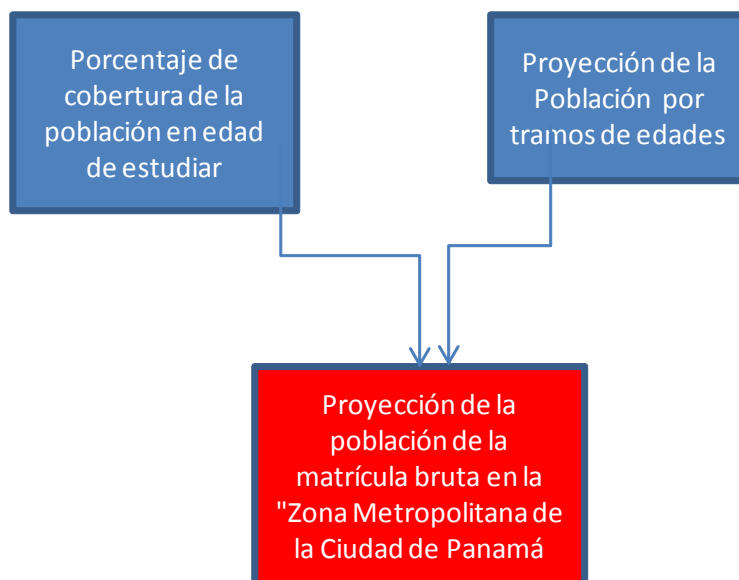 Porcentaje de
cobertura de la
población en edad
de estudiar
Proyección de la
Población por
tramos de edades
Proyección de la
población de la
matrícula bruta en la
"Zona Metropolitana de
la Ciudad de Panamá